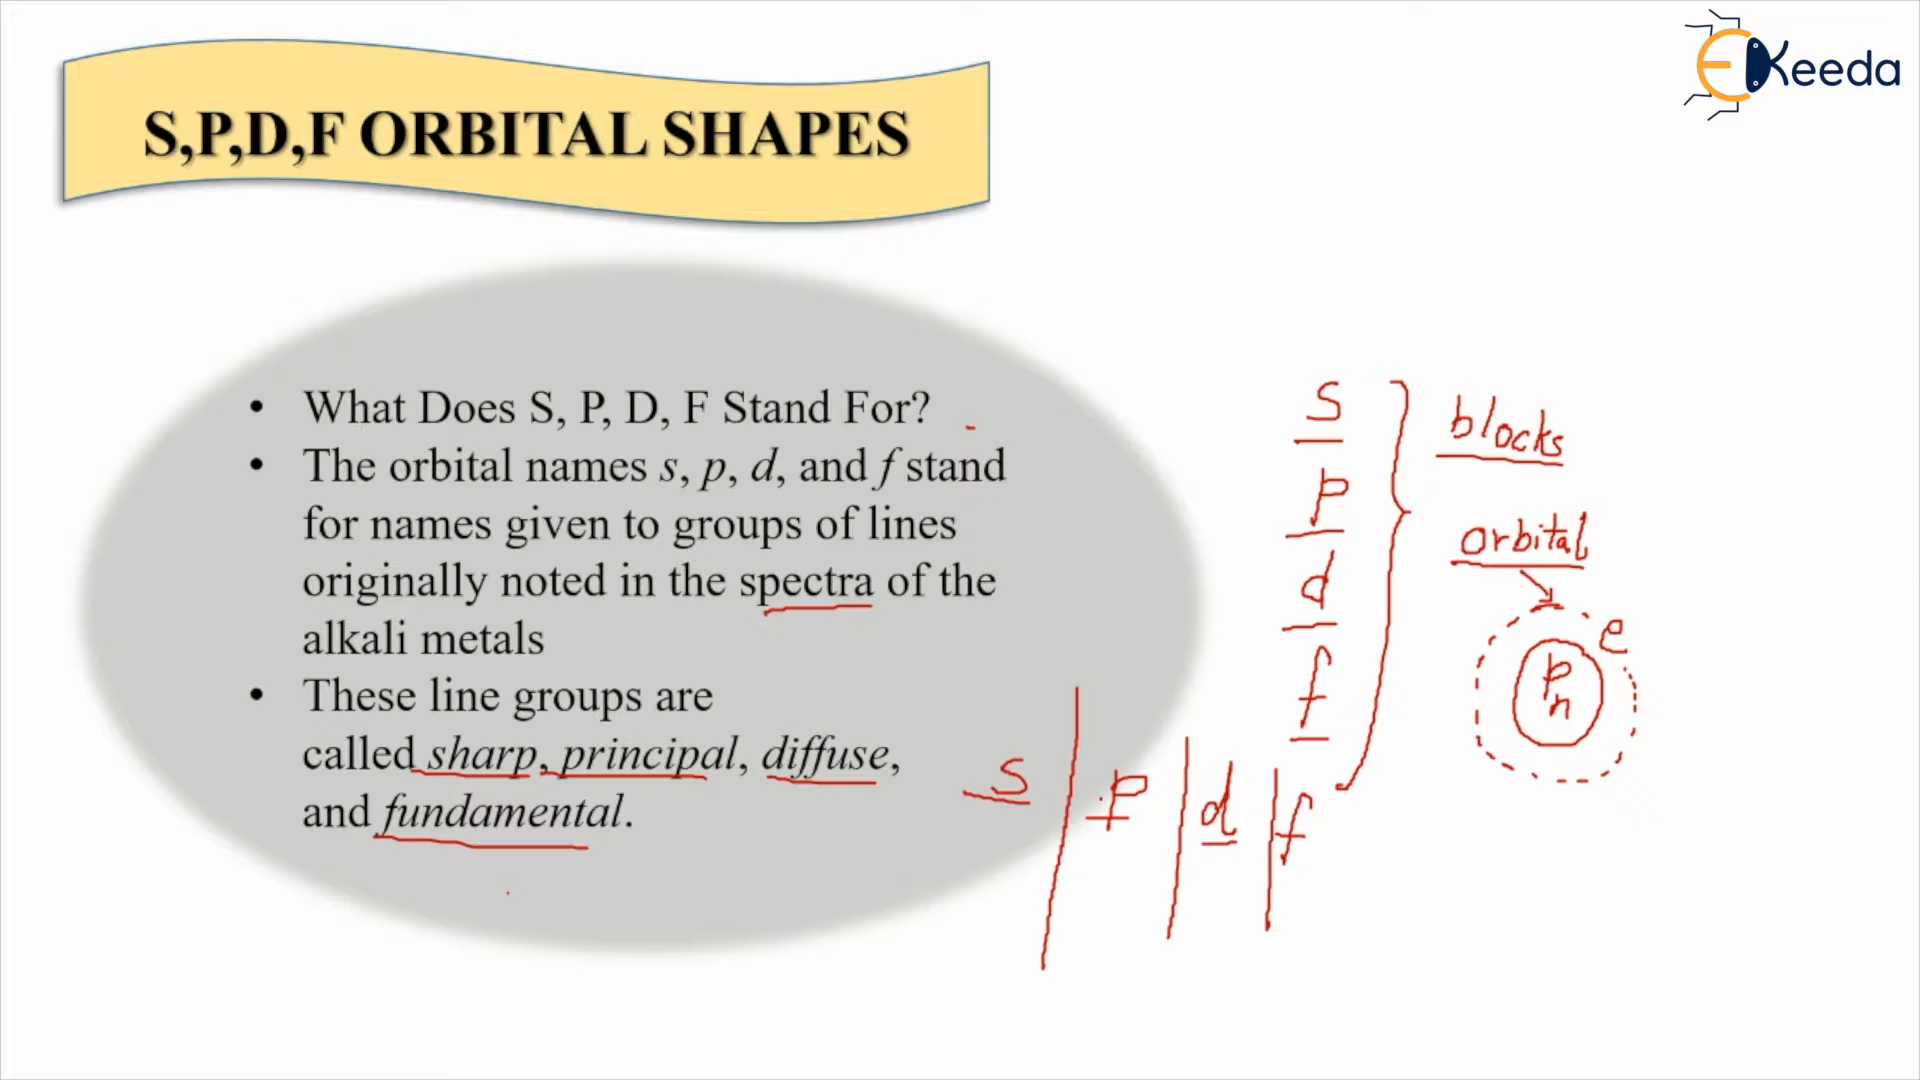 EKeeda
S,P,D,F ORBITAL SHAPES
• What Does S, P, D, F Stand For?
• The orbital names s, p, d, and f stand
for names given to groups of lines
originally noted in the spectra of the
alkali metals
• These line groups are
called sharp, principal, diffuse,
and fundamental.
s
p
d
f
blocks
orbital
e
p
n
s p d f